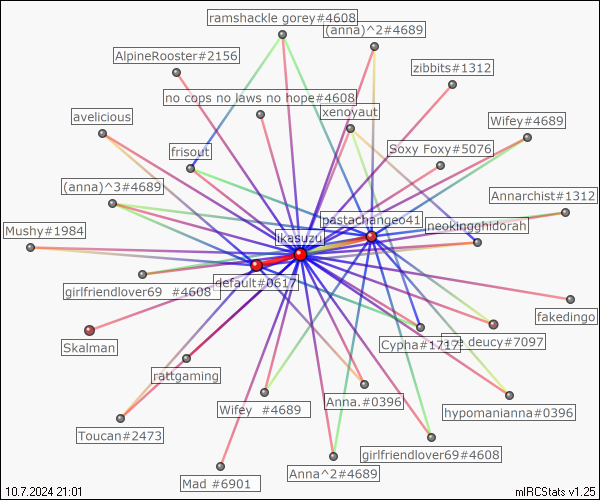 ramshackle gorey#4608
(anna)^2#4689
AlpineRooster#2156
zibbits#1312
no cops no laws no hope#4608
xenoyaut
avelicious
Wifey#4689
frisout
Soxy Foxy#5076
(anna)^3#4689
Annarchist#1312
pastachangeo41
neokingghidorah
Mushy#1984
ikasuzu
default#0617
girlfriendlover69 #4608
fakedingo
Skalman
Cypha#1717
e.deucy#7097
rattgaming
Anna.#0396
Wifey #4689
hypomanianna#0396
Toucan#2473
girlfriendlover69#4608
Anna^2#4689
Mad #6901
10.7.2024 21:01
mIRCStats v1.25